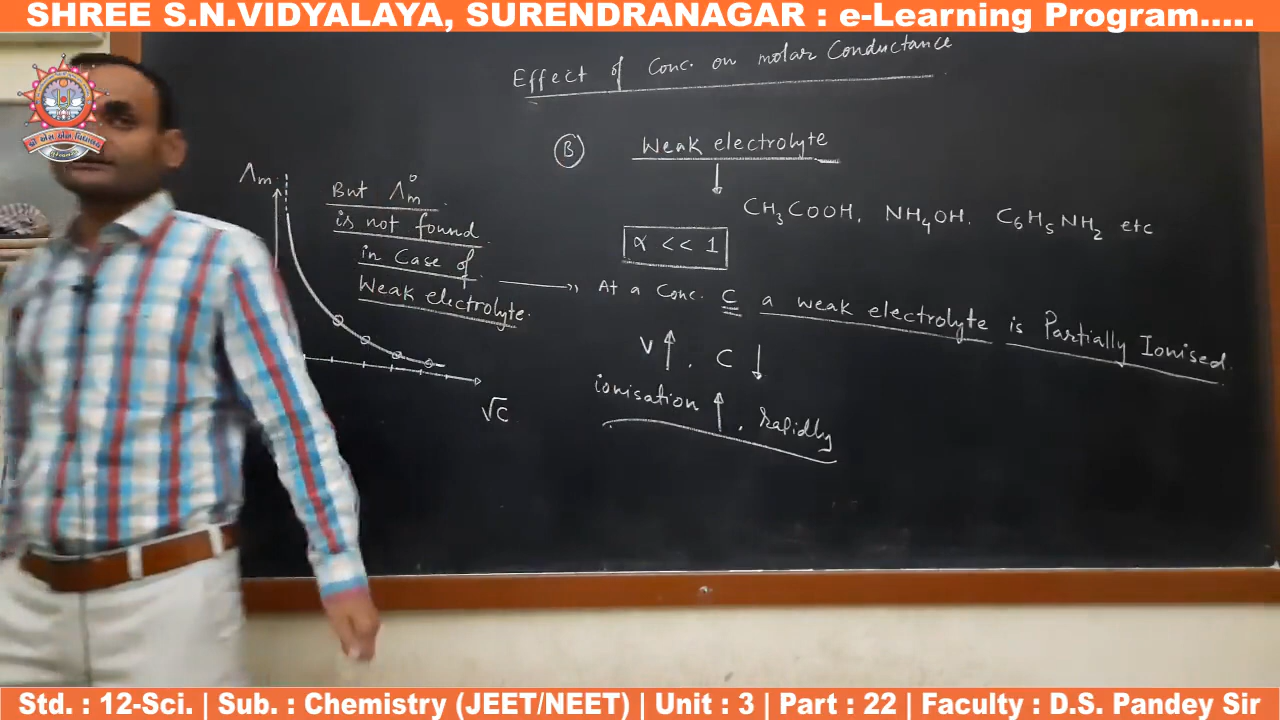 SHREE S.N.VIDYALAYA, SURENDRANAGAR : e-Learning Program.....
Effect of Conc. on molar Conductance
B Weak electrolyte
CH3COOH, NH4OH, C6H5NH2 etc
α << 1
At a Conc. C a weak electrolyte is Partially Ionised.
V↑, C↓
ionisation ↑, Rapidly
Λm
But Λ°m
is not found
in Case of
Weak electrolyte.
√C
Std. : 12-Sci. | Sub. : Chemistry (JEET/NEET) | Unit : 3 | Part : 22 | Faculty : D.S. Pandey Sir